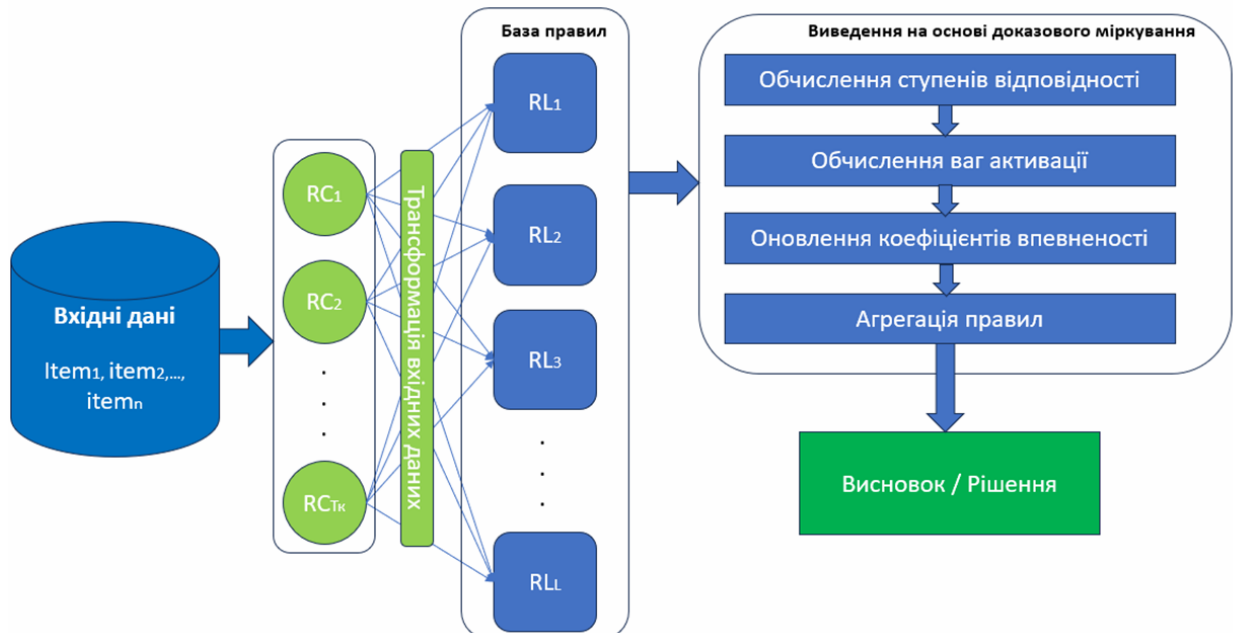 Вхідні дані
Item1, item2,...,
itemn
RC1
RC2
.
.
.
RCTк
Трансформація вхідних даних
База правил
RL1
RL2
RL3
.
.
.
RLL
Виведення на основі доказового міркування
Обчислення ступенів відповідності
Обчислення ваг активації
Оновлення коефіцієнтів впевненості
Агрегація правил
Висновок / Рішення